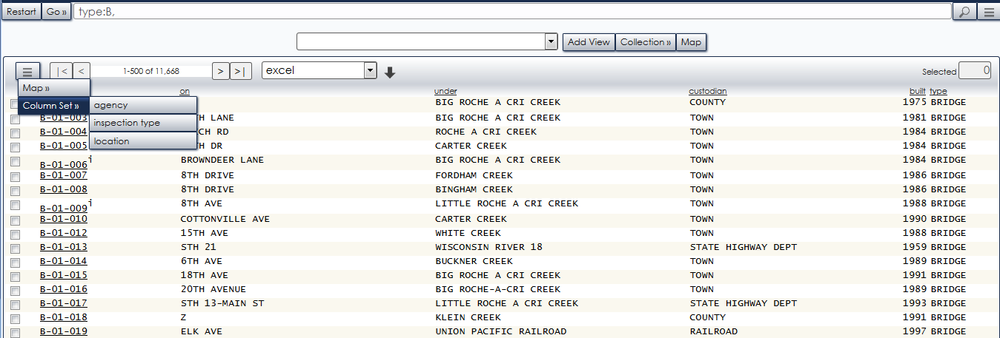 Restart Go » type:B,
Add View Collection » Map
|< < 1-500 of 11,668 > >| excel Selected 0
Map »
on under custodian built type
Column Set » agency BIG ROCHE A CRI CREEK COUNTY 1975 BRIDGE
B-01-003 TH LANE BIG ROCHE A CRI CREEK TOWN 1981 BRIDGE
inspection type
B-01-004 CH RD ROCHE A CRI CREEK TOWN 1984 BRIDGE
location
B-01-005 TH DR CARTER CREEK TOWN 1984 BRIDGE
B-01-006 i BROWNDEER LANE BIG ROCHE A CRI CREEK TOWN 1984 BRIDGE
B-01-007 8TH DRIVE FORDHAM CREEK TOWN 1986 BRIDGE
B-01-008 8TH DRIVE BINGHAM CREEK TOWN 1986 BRIDGE
B-01-009 i 8TH AVE LITTLE ROCHE A CRI CREEK TOWN 1988 BRIDGE
B-01-010 COTTONVILLE AVE CARTER CREEK TOWN 1990 BRIDGE
B-01-012 15TH AVE WHITE CREEK TOWN 1988 BRIDGE
B-01-013 STH 21 WISCONSIN RIVER 18 STATE HIGHWAY DEPT 1959 BRIDGE
B-01-014 6TH AVE BUCKNER CREEK TOWN 1989 BRIDGE
B-01-015 18TH AVE BIG ROCHE A CRI CREEK TOWN 1991 BRIDGE
B-01-016 20TH AVENUE BIG ROCHE-A-CRI CREEK TOWN 1989 BRIDGE
B-01-017 STH 13-MAIN ST LITTLE ROCHE A CRI CREEK STATE HIGHWAY DEPT 1993 BRIDGE
B-01-018 Z KLEIN CREEK COUNTY 1991 BRIDGE
B-01-019 ELK AVE UNION PACIFIC RAILROAD RAILROAD 1997 BRIDGE